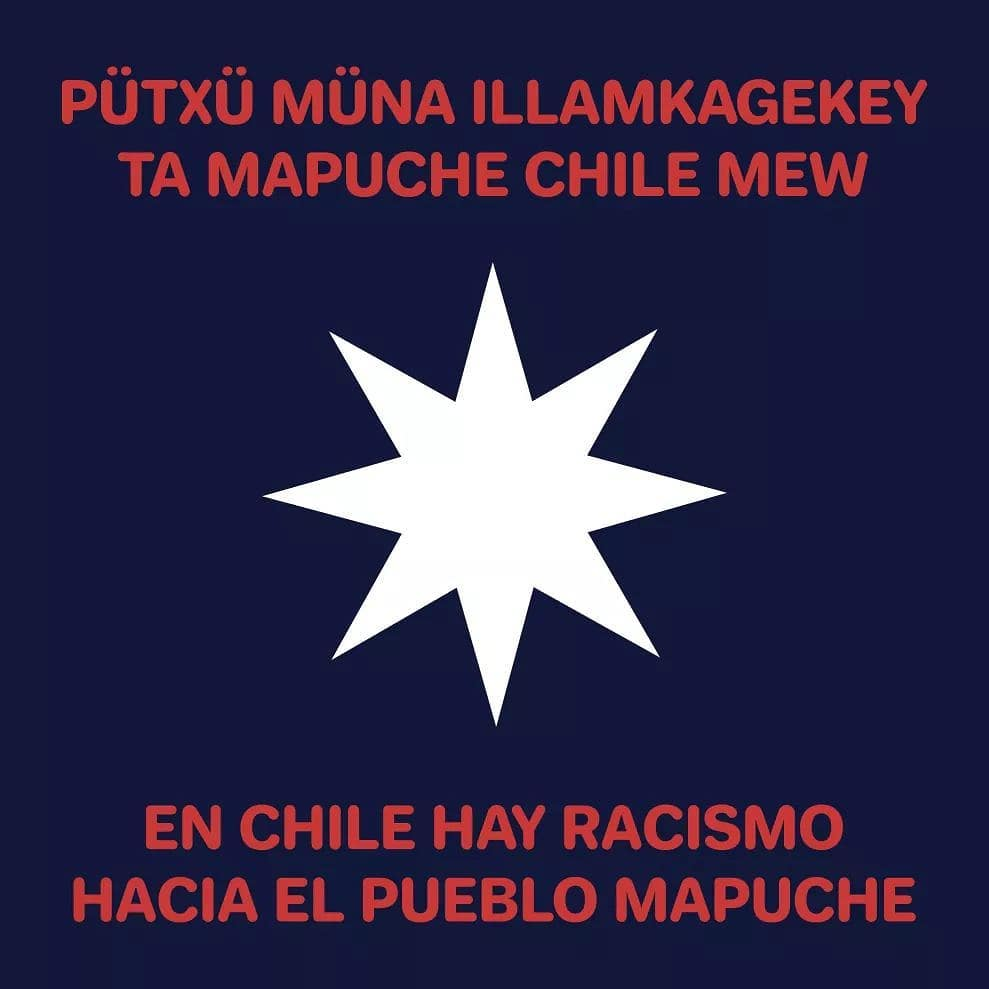 PÜTXÜ MÜNA ILLAMKAGEKEY
TA MAPUCHE CHILE MEW
EN CHILE HAY RACISMO
HACIA EL PUEBLO MAPUCHE